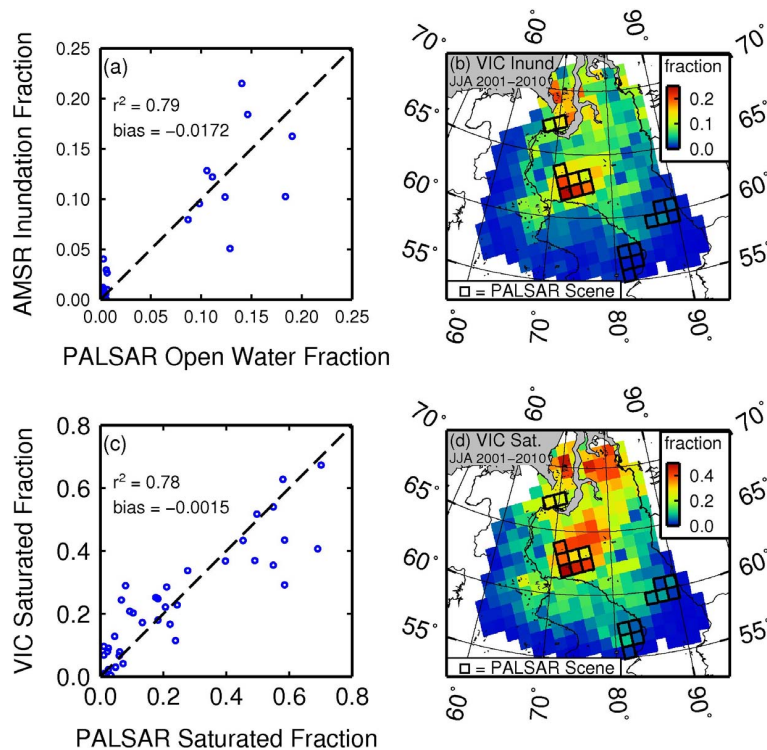 (a)
r² = 0.79
bias = −0.0172
AMSR Inundation Fraction
0.25
0.20
0.15
0.10
0.05
0.00
0.00 0.05 0.10 0.15 0.20 0.25
PALSAR Open Water Fraction
60° 70° 80° 90°
70° 70°
65° 65°
60° 60°
55° 55°
(b) VIC Inund
JJA 2001−2010
fraction
0.2
0.1
0.0
= PALSAR Scene
60° 70° 80° 90°
(c)
r² = 0.78
bias = −0.0015
VIC Saturated Fraction
0.8
0.6
0.4
0.2
0.0
0.0 0.2 0.4 0.6 0.8
PALSAR Saturated Fraction
60° 70° 80° 90°
70° 70°
65° 65°
60° 60°
55° 55°
(d) VIC Sat.
JJA 2001−2010
fraction
0.4
0.2
0.0
= PALSAR Scene
60° 70° 80° 90°